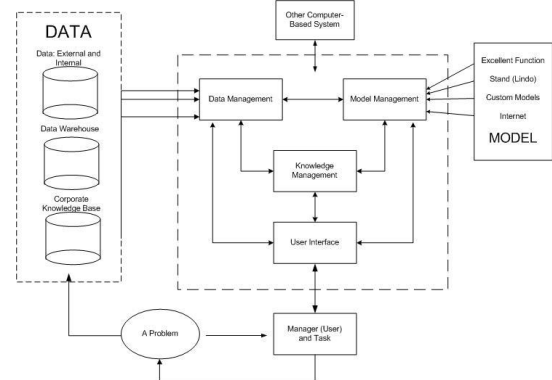 DATA
Data: External and
Internal
Data Warehouse
Corporate
Knowledge Base
Other Computer-
Based System
Data Management
Model Management
Knowledge
Management
User Interface
Excellent Function
Stand (Lindo)
Custom Models
Internet
MODEL
A Problem
Manager (User)
and Task